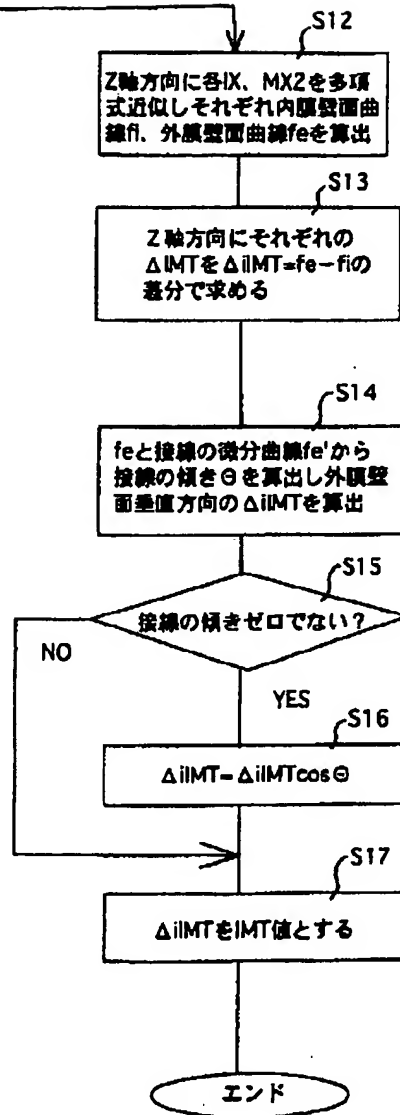 S12
Z軸方向に各IX、MX2を多項
式近似しそれぞれ内膜壁面曲
線fi、外膜壁面曲線feを算出
S13
Z軸方向にそれぞれの
ΔIMTをΔiIMT=fe-fiの
差分で求める
S14
feと接線の微分曲線fe'から
接線の傾きΘを算出し外膜壁
面垂直方向のΔiIMTを算出
S15
接線の傾きゼロでない?
NO
YES
S16
ΔiIMT=ΔiIMTcosΘ
S17
ΔiIMTをIMT値とする
エンド